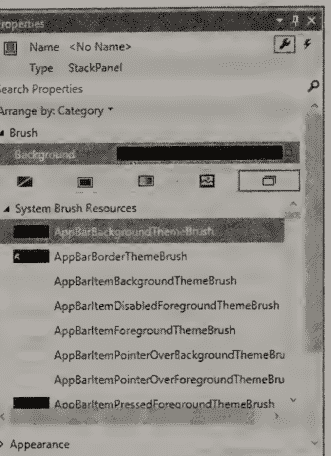 Properties
Name <No Name>
Type StackPanel
Search Properties
Arrange by: Category
Brush
Background
System Brush Resources
AppBarBackgroundThemeBrush
AppBarBorderThemeBrush
AppBarItemBackgroundThemeBrush
AppBarItemDisabledForegroundThemeBrush
AppBarItemForegroundThemeBrush
AppBarItemPointerOverBackgroundThemeBru
AppBarItemPointerOverForegroundThemeBru
AppBarItemPressedForegroundThemeBrush
Appearance